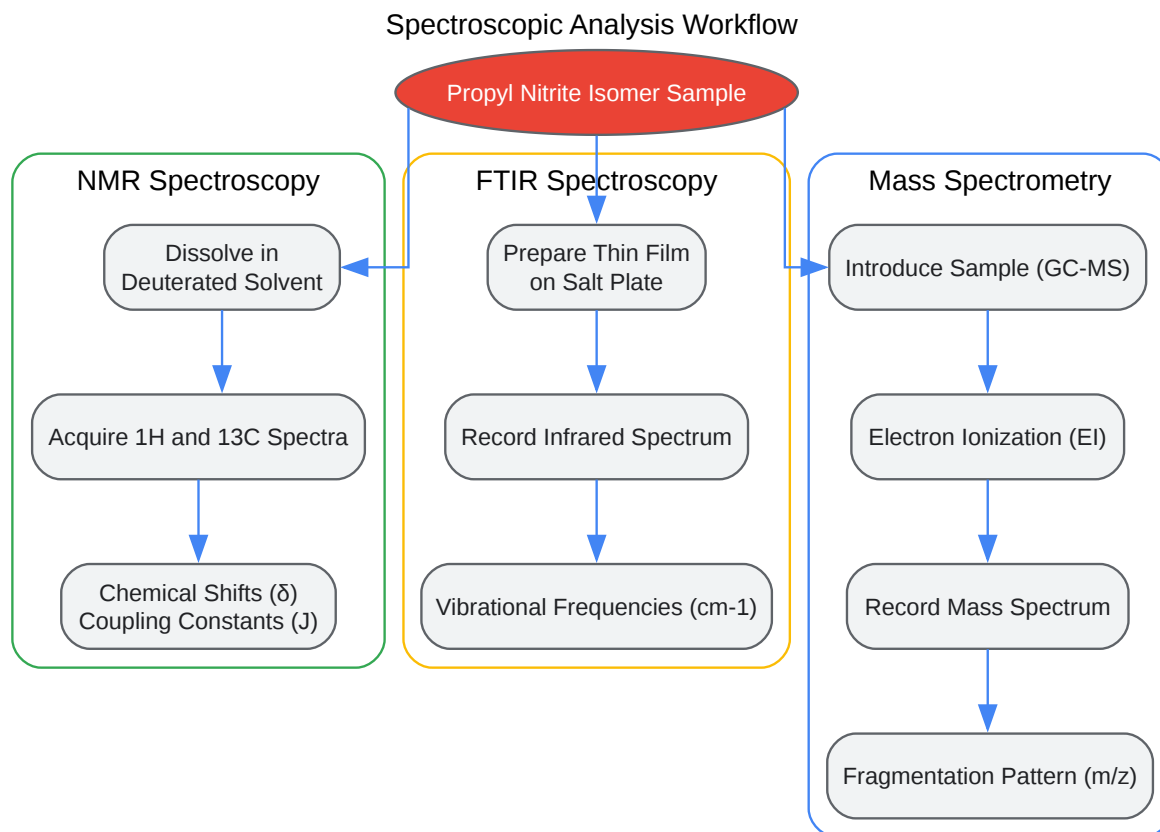 Spectroscopic Analysis Workflow
Propyl Nitrite Isomer Sample
NMR Spectroscopy
Dissolve in
Deuterated Solvent
Acquire 1H and 13C Spectra
Chemical Shifts (δ)
Coupling Constants (J)
FTIR Spectroscopy
Prepare Thin Film
on Salt Plate
Record Infrared Spectrum
Vibrational Frequencies (cm-1)
Mass Spectrometry
Introduce Sample (GC-MS)
Electron Ionization (EI)
Record Mass Spectrum
Fragmentation Pattern (m/z)